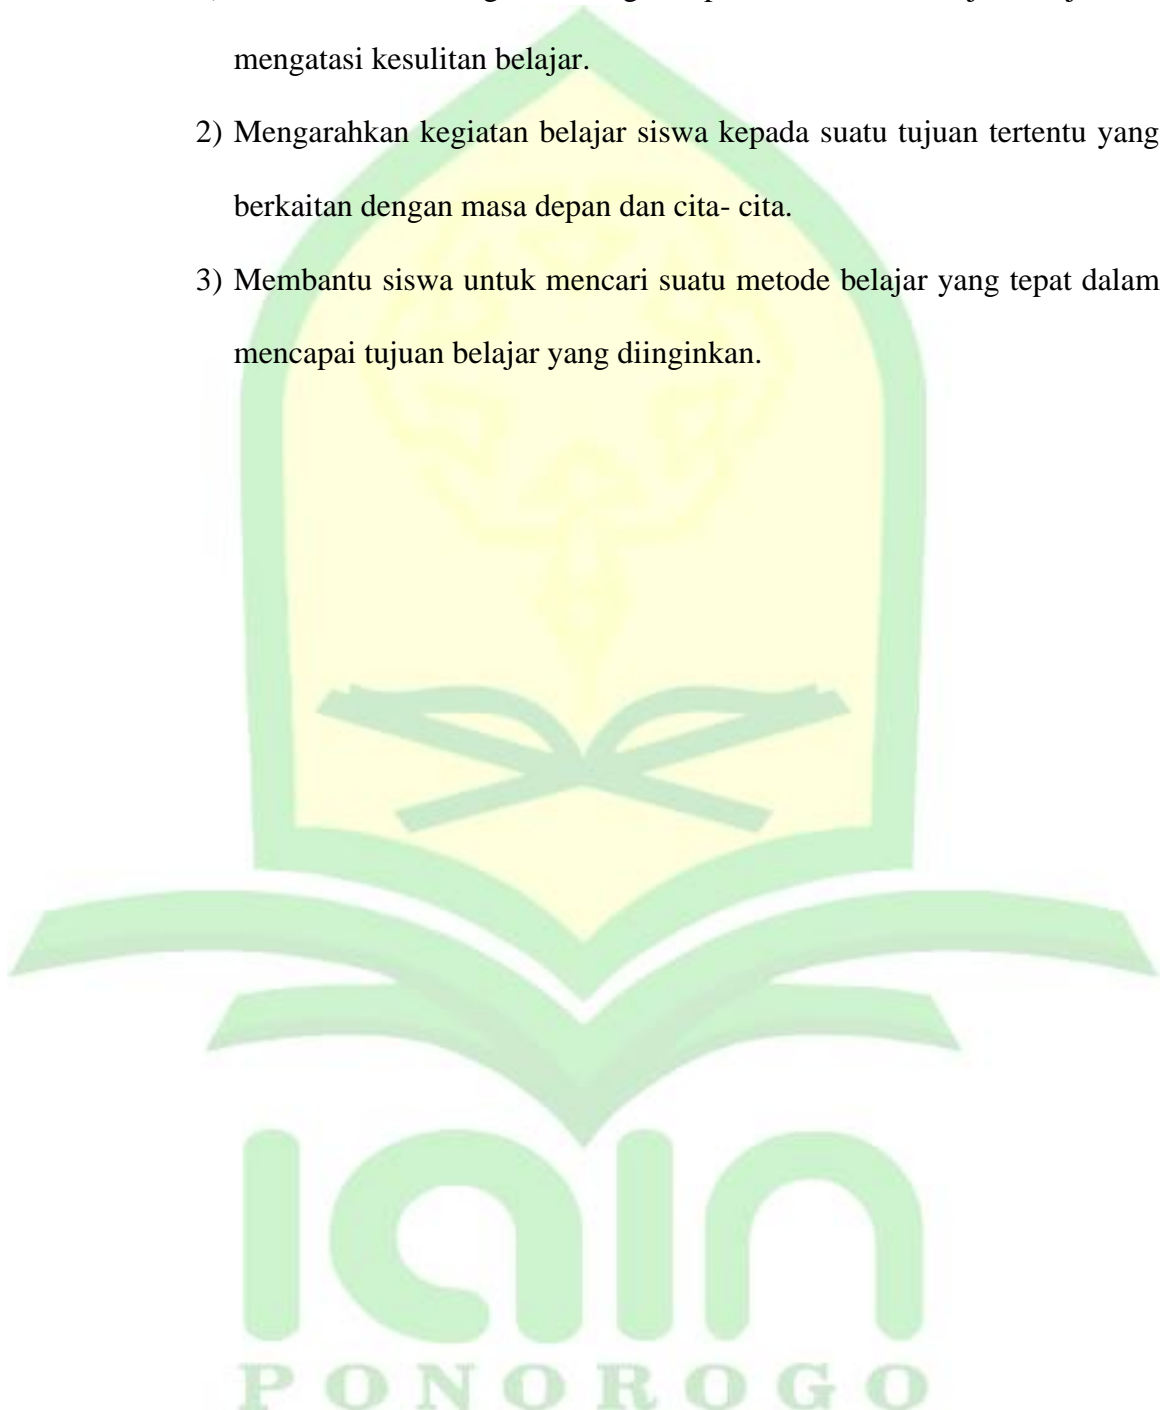 mengatasi kesulitan belajar.
2) Mengarahkan kegiatan belajar siswa kepada suatu tujuan tertentu yang
berkaitan dengan masa depan dan cita- cita.
3) Membantu siswa untuk mencari suatu metode belajar yang tepat dalam
mencapai tujuan belajar yang diinginkan.
iain
PONOROGO